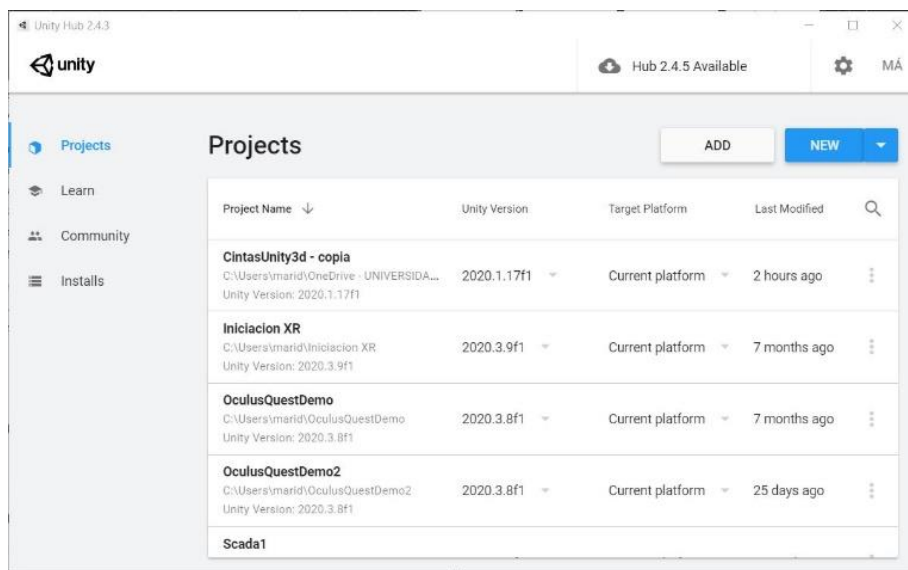 Unity Hub 2.4.3
unity
Hub 2.4.5 Available
MÁ
Projects
Learn
Community
Installs
Projects
ADD
NEW
Project Name Unity Version Target Platform Last Modified
CintasUnity3d - copia
C:\Users\marid\OneDrive - UNIVERSIDA...
Unity Version: 2020.1.17f1
2020.1.17f1 Current platform 2 hours ago
Iniciacion XR
C:\Users\marid\Iniciacion XR
Unity Version: 2020.3.9f1
2020.3.9f1 Current platform 7 months ago
OculusQuestDemo
C:\Users\marid\OculusQuestDemo
Unity Version: 2020.3.8f1
2020.3.8f1 Current platform 7 months ago
OculusQuestDemo2
C:\Users\marid\OculusQuestDemo2
Unity Version: 2020.3.8f1
2020.3.8f1 Current platform 25 days ago
Scada1